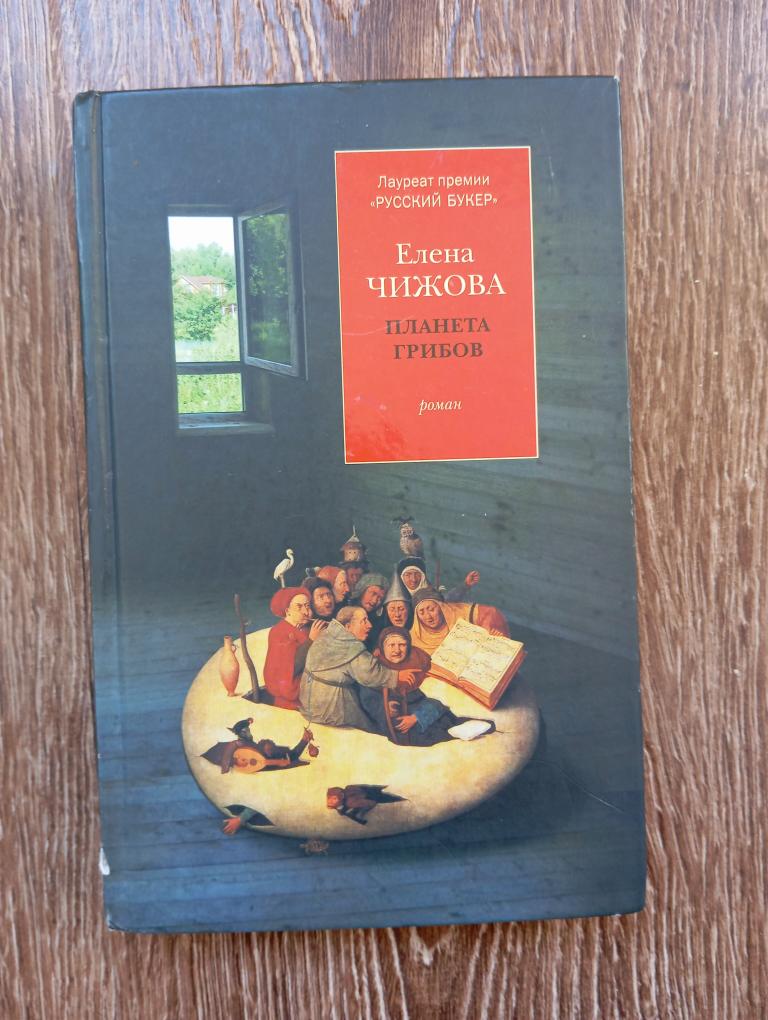 Лауреат премии
«РУССКИЙ БУКЕР»
Елена
ЧИЖОВА
ПЛАНЕТА
ГРИБОВ
роман